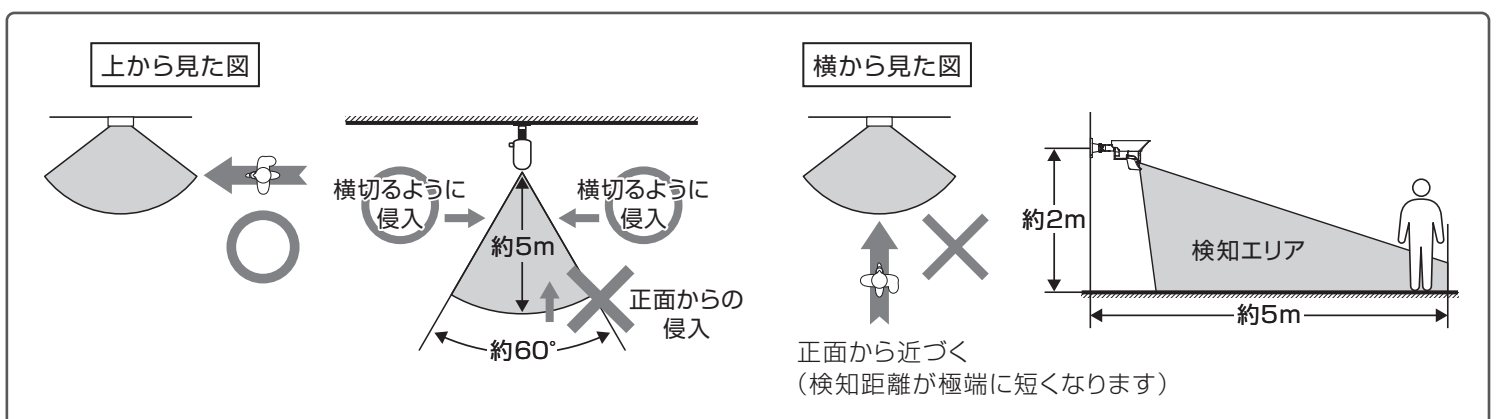 上から見た図
横切るように
侵入
横切るように
侵入
約5m
正面からの
侵入
約60°
横から見た図
正面から近づく
（検知距離が極端に短くなります）
約2m
検知エリア
約5m